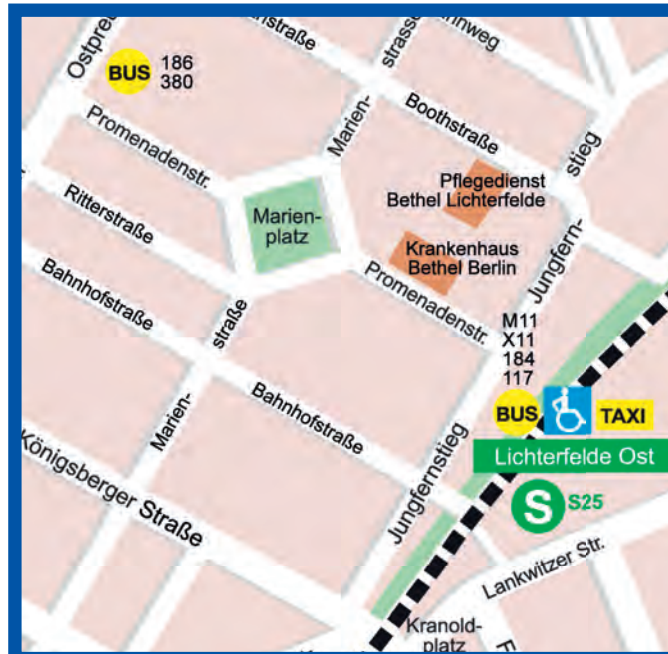 Ostpreu
BUS
186
380
straße
strasse
Marien-
Promenadenstr.
Boothstraße
stieg
Jungfern-
Pflegedienst
Bethel Lichterfelde
Krankenhaus
Bethel Berlin
Marien-
platz
Ritterstraße
Bahnhofstraße
Promenadenstr.
M11
X11
184
117
BUS
TAXI
Lichterfelde Ost
S
S25
straße
Marien-
Bahnhofstraße
Königsberger Straße
Jungfernstieg
Lankwitzer Str.
Kranold-
platz